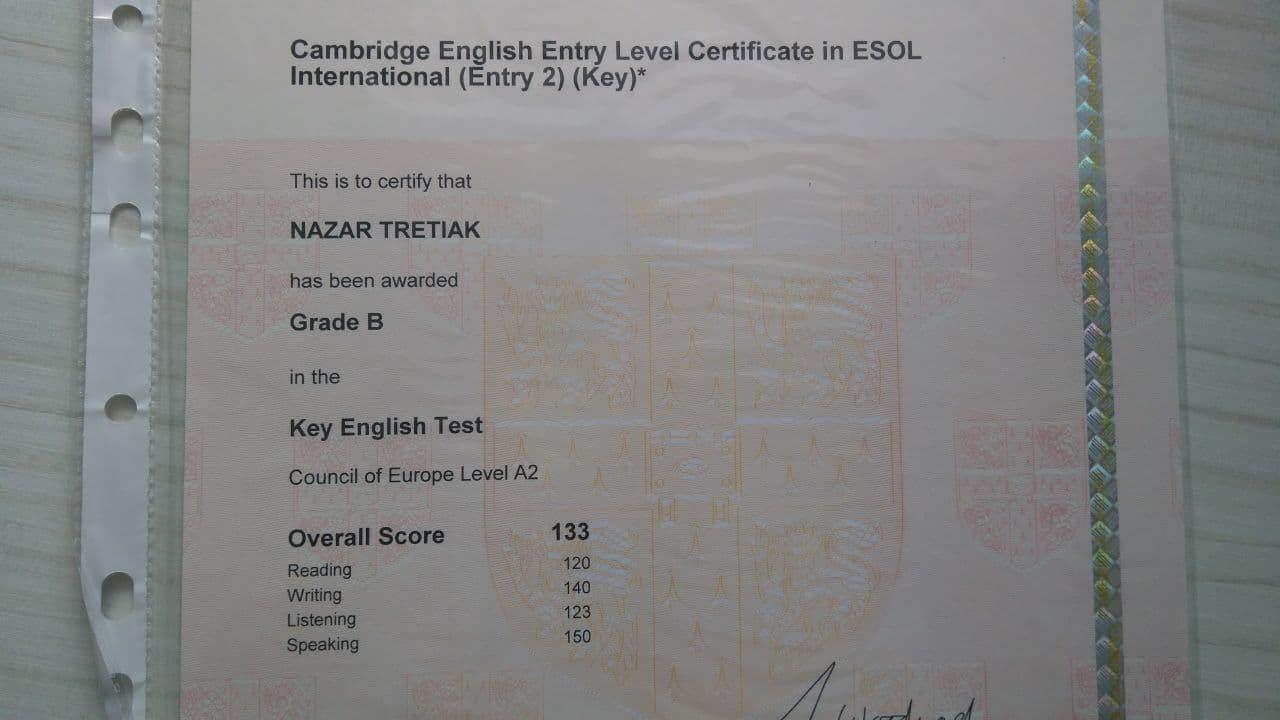 Cambridge English Entry Level Certificate in ESOL
International (Entry 2) (Key)*
This is to certify that
NAZAR TRETIAK
has been awarded
Grade B
in the
Key English Test
Council of Europe Level A2
Overall Score 133
Reading 120
Writing 140
Listening 123
Speaking 150